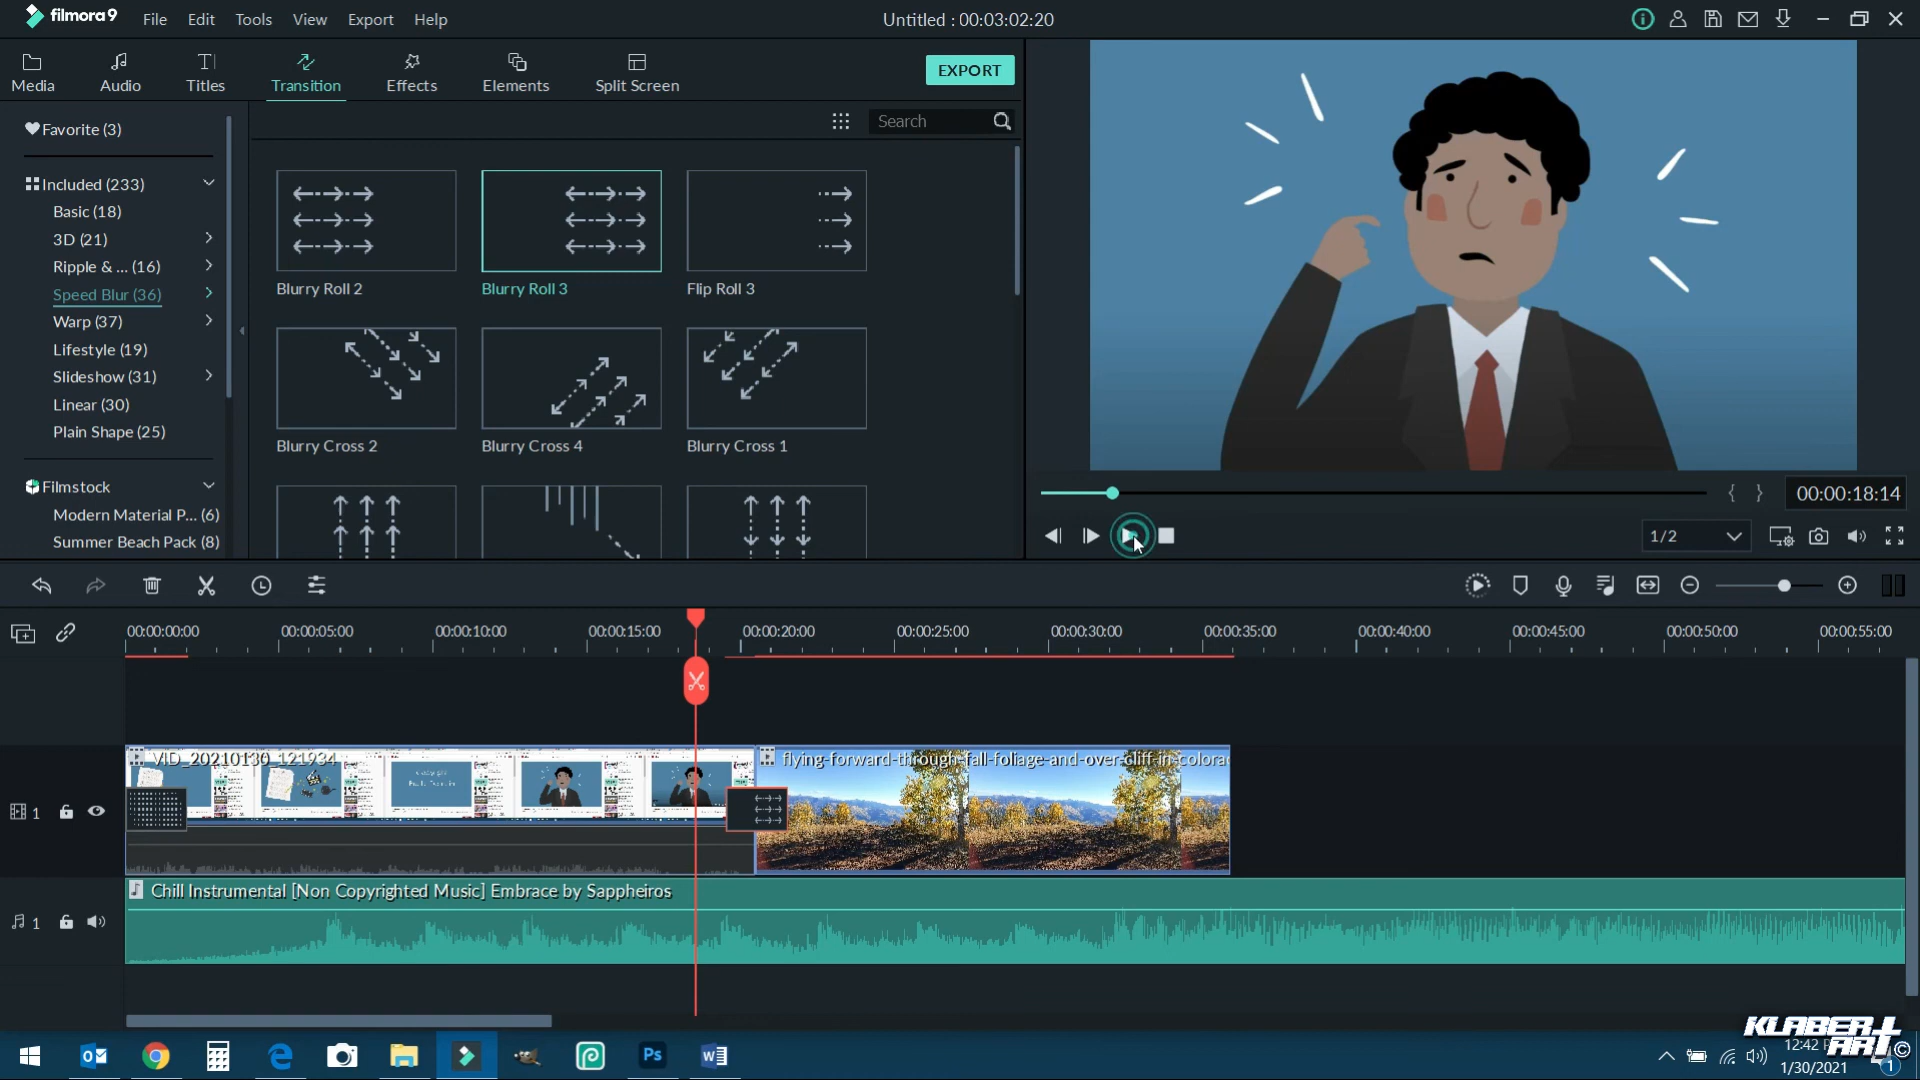 filmora9 File Edit Tools View Export Help Untitled : 00:03:02:20
Media Audio Titles Transition Effects Elements Split Screen EXPORT
Favorite (3)
Search
Included (233)
Basic (18)
3D (21)
Ripple & ... (16)
Speed Blur (36)
Warp (37)
Lifestyle (19)
Slideshow (31)
Linear (30)
Plain Shape (25)
Filmstock
Modern Material P... (6)
Summer Beach Pack (8)
Blurry Roll 2 Blurry Roll 3 Flip Roll 3
Blurry Cross 2 Blurry Cross 4 Blurry Cross 1
00:00:18:14
1/2
00:00:00:00 00:00:05:00 00:00:10:00 00:00:15:00 00:00:20:00 00:00:25:00 00:00:30:00 00:00:35:00 00:00:40:00 00:00:45:00 00:00:50:00 00:00:55:00
VID_20210130_121934 flying-forward-through-fall-foliage-and-over-cliff-in-colora
1
Chill Instrumental [Non Copyrighted Music] Embrace by Sappheiros
1
KLABER ART ©
Ps
12:42 P
1/30/2021
1